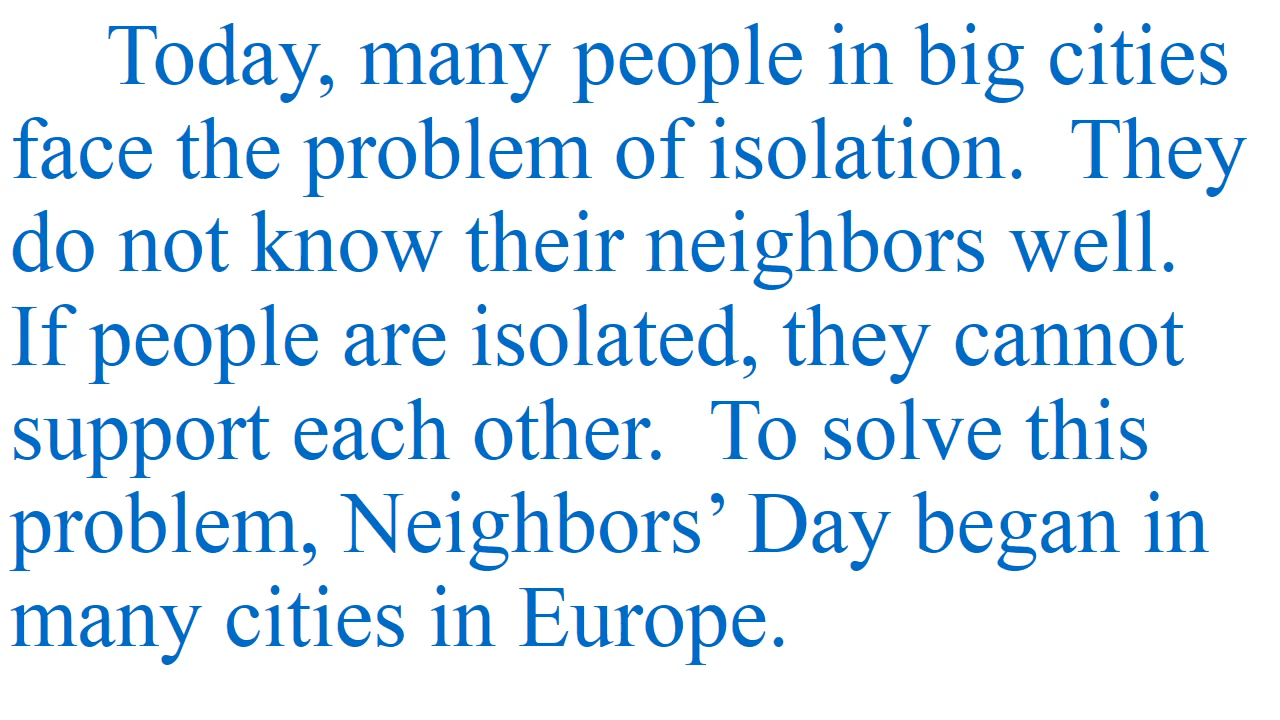 Today, many people in big cities
face the problem of isolation.  They
do not know their neighbors well.
If people are isolated, they cannot
support each other.  To solve this
problem, Neighbors’ Day began in
many cities in Europe.